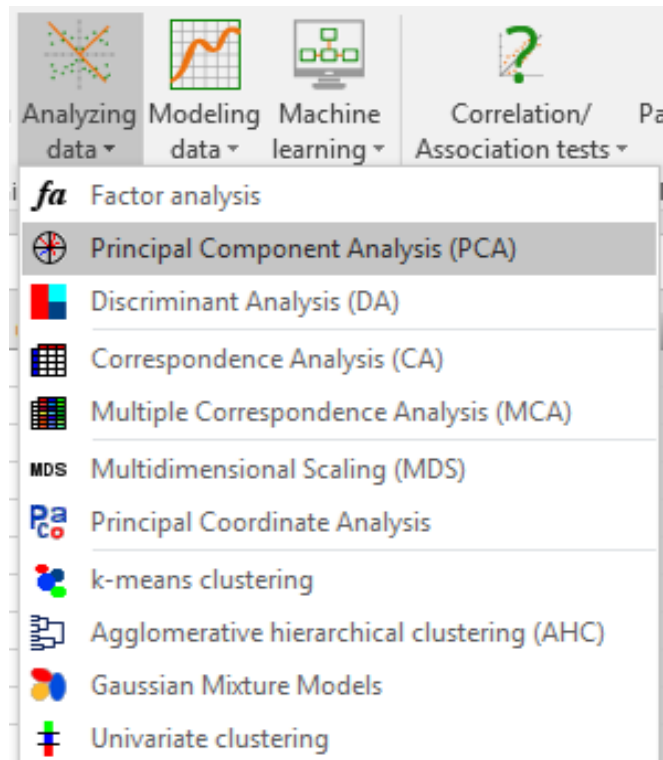 Analyzing Modeling Machine Correlation/ Pa
data data learning Association tests
fa Factor analysis
Principal Component Analysis (PCA)
Discriminant Analysis (DA)
Correspondence Analysis (CA)
Multiple Correspondence Analysis (MCA)
MDS Multidimensional Scaling (MDS)
PaCo Principal Coordinate Analysis
k-means clustering
Agglomerative hierarchical clustering (AHC)
Gaussian Mixture Models
Univariate clustering